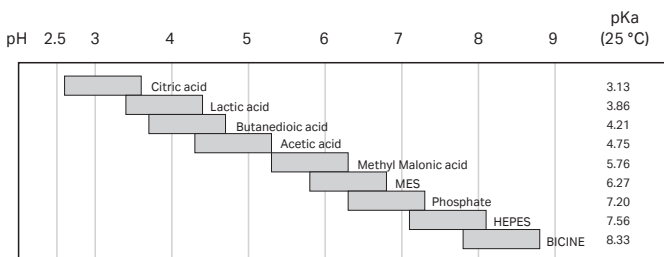 pKa
pH 2.5 3 4 5 6 7 8 9 (25 °C)
Citric acid 3.13
Lactic acid 3.86
Butanedioic acid 4.21
Acetic acid 4.75
Methyl Malonic acid 5.76
MES 6.27
Phosphate 7.20
HEPES 7.56
BICINE 8.33